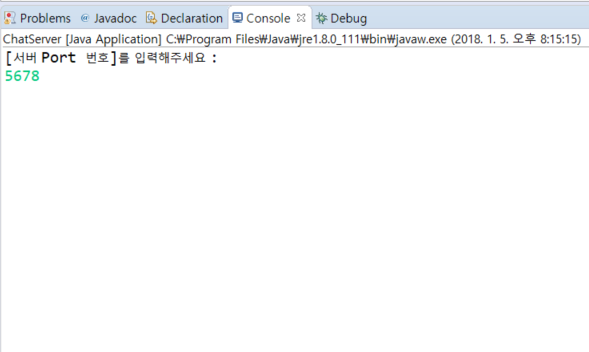 Problems Javadoc Declaration Console Debug
ChatServer [Java Application] C:₩Program Files₩Java₩jre1.8.0_111₩bin₩javaw.exe (2018. 1. 5. 오후 8:15:15)
[서버 Port 번호]를 입력해주세요 :
5678